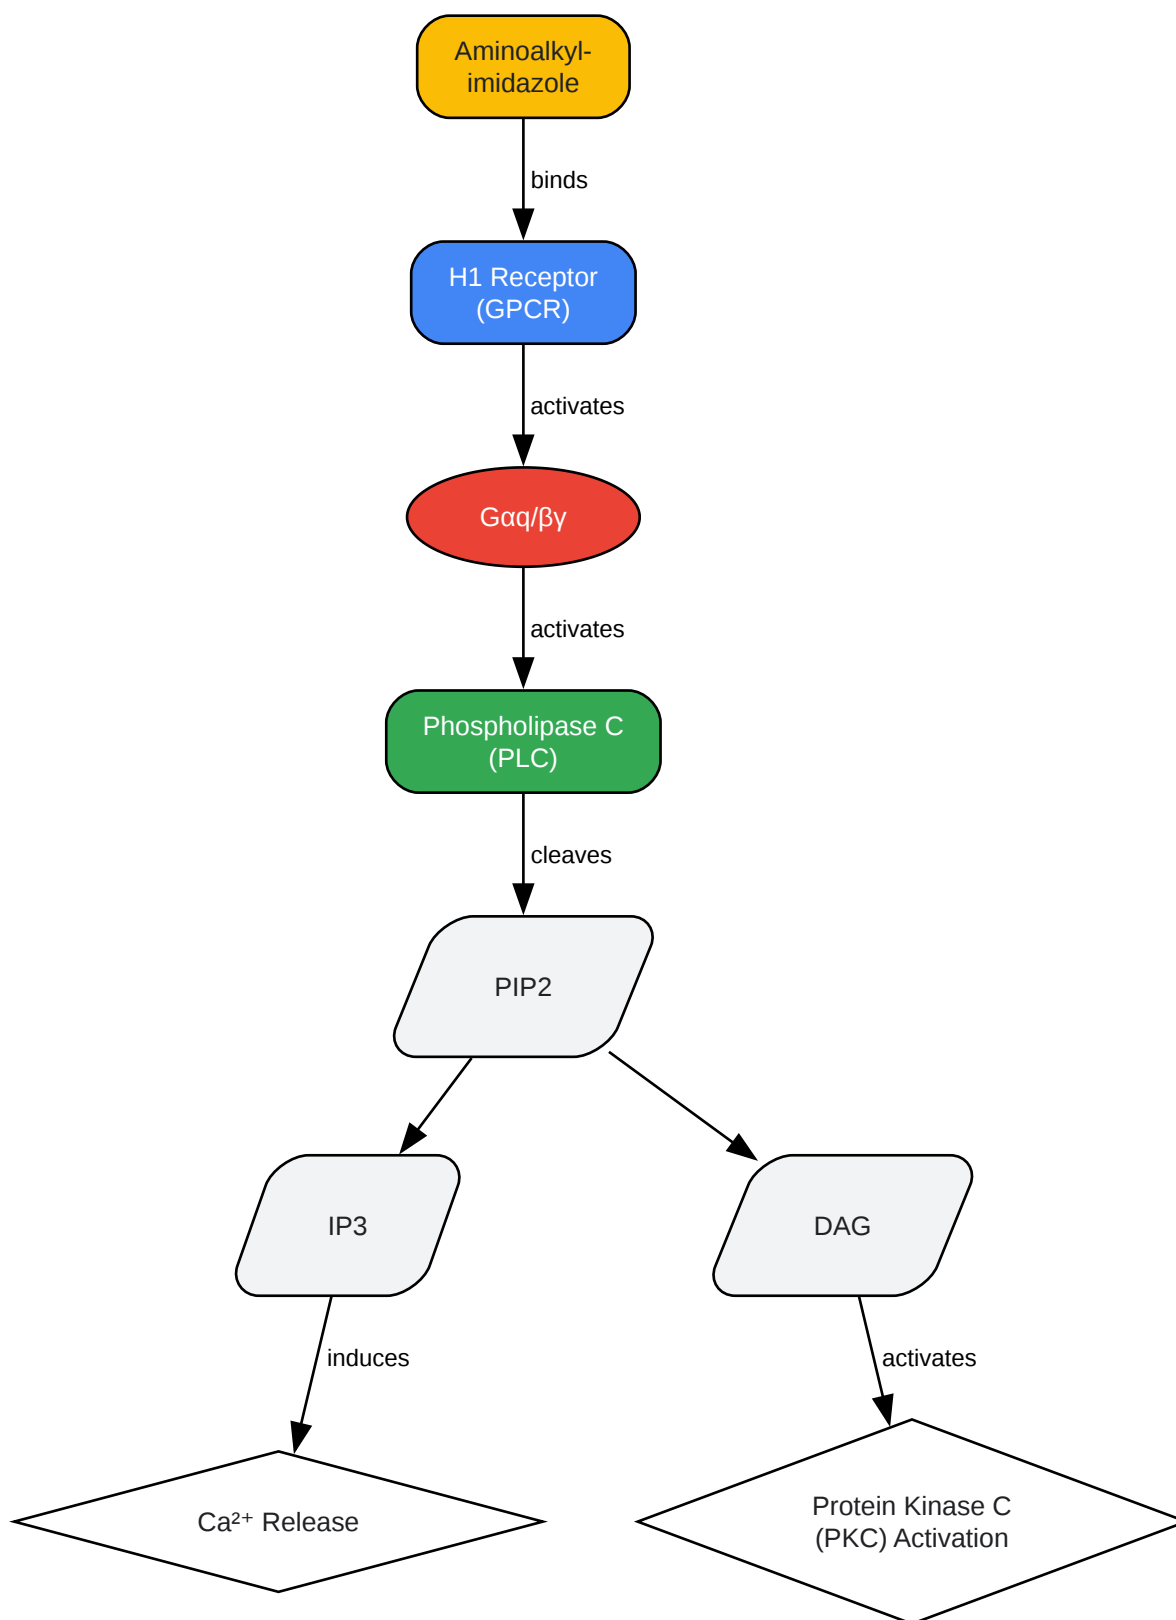 Aminoalkyl-
imidazole
binds
H1 Receptor
(GPCR)
activates
Gαq/βγ
activates
Phospholipase C
(PLC)
cleaves
PIP2
IP3
DAG
induces
activates
Ca²⁺ Release
Protein Kinase C
(PKC) Activation